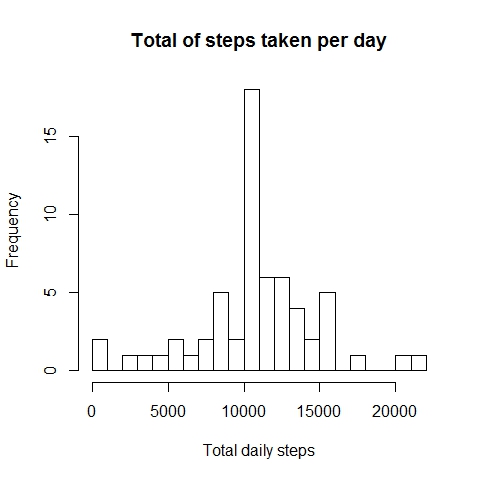 Total of steps taken per day
Frequency
15
10
5
0
0 5000 10000 15000 20000
Total daily steps